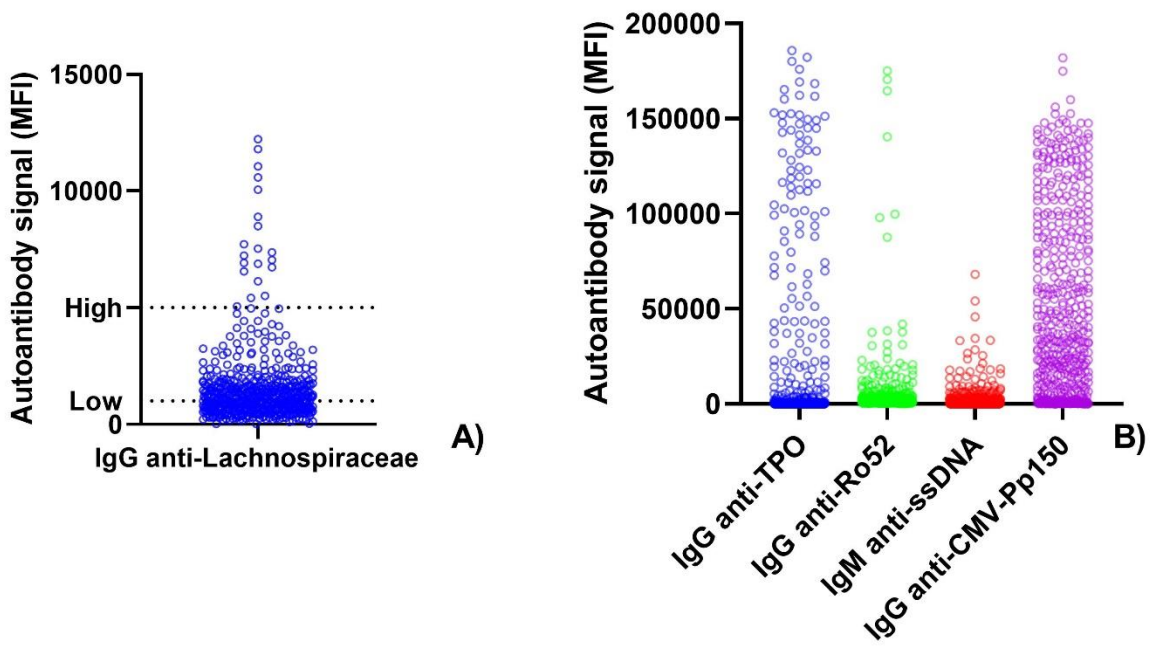 Autoantibody signal (MFI)
15000
10000
High
Low
0
IgG anti-Lachnospiraceae
A)
Autoantibody signal (MFI)
200000
150000
100000
50000
0
IgG anti-TPO
IgG anti-Ro52
IgM anti-ssDNA
IgG anti-CMV-Pp150
B)